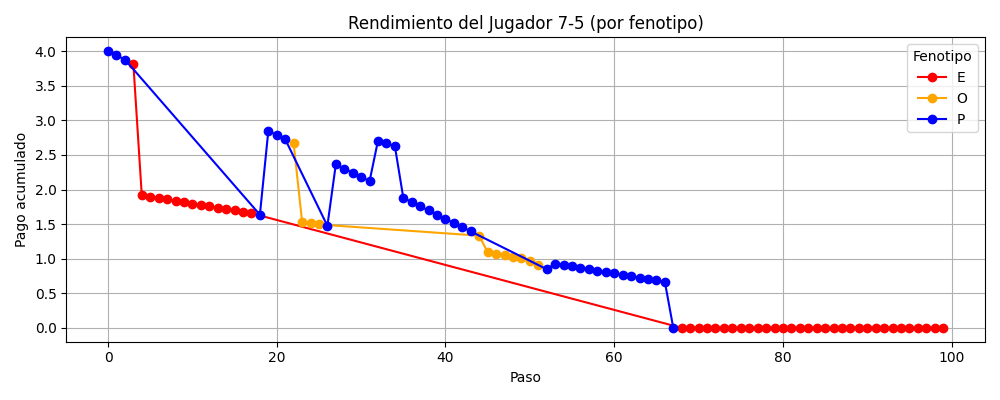 Rendimiento del Jugador 7-5 (por fenotipo)
Pago acumulado
4.0
3.5
3.0
2.5
2.0
1.5
1.0
0.5
0.0
Fenotipo
E
O
P
0 20 40 60 80 100
Paso